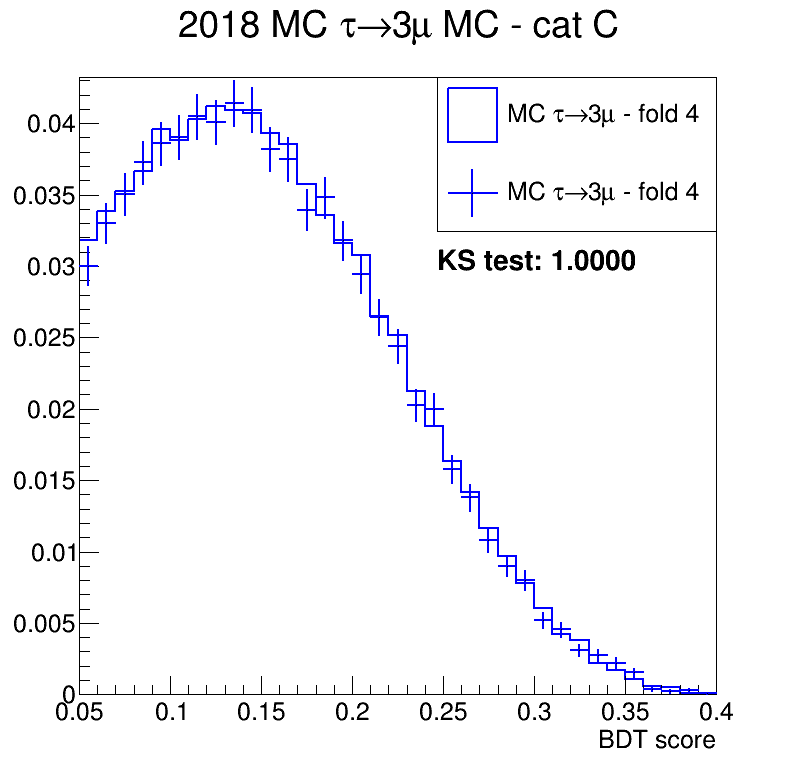 2018 MC τ→3μ MC - cat C
MC τ→3μ - fold 4
MC τ→3μ - fold 4
KS test: 1.0000
0.04
0.035
0.03
0.025
0.02
0.015
0.01
0.005
0
0.05 0.1 0.15 0.2 0.25 0.3 0.35 0.4
BDT score